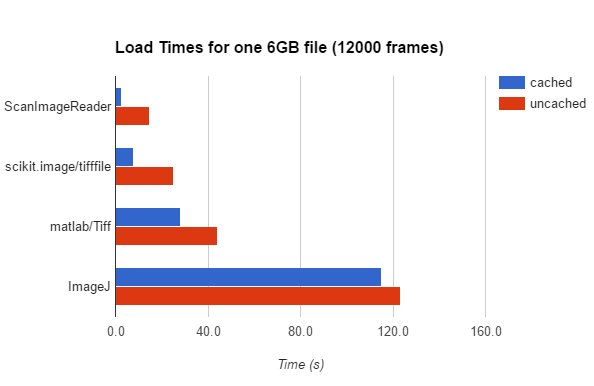 Load Times for one 6GB file (12000 frames)
cached
uncached
ScanImageReader
scikit.image/tifffile
matlab/Tiff
ImageJ
0.0 40.0 80.0 120.0 160.0
Time (s)